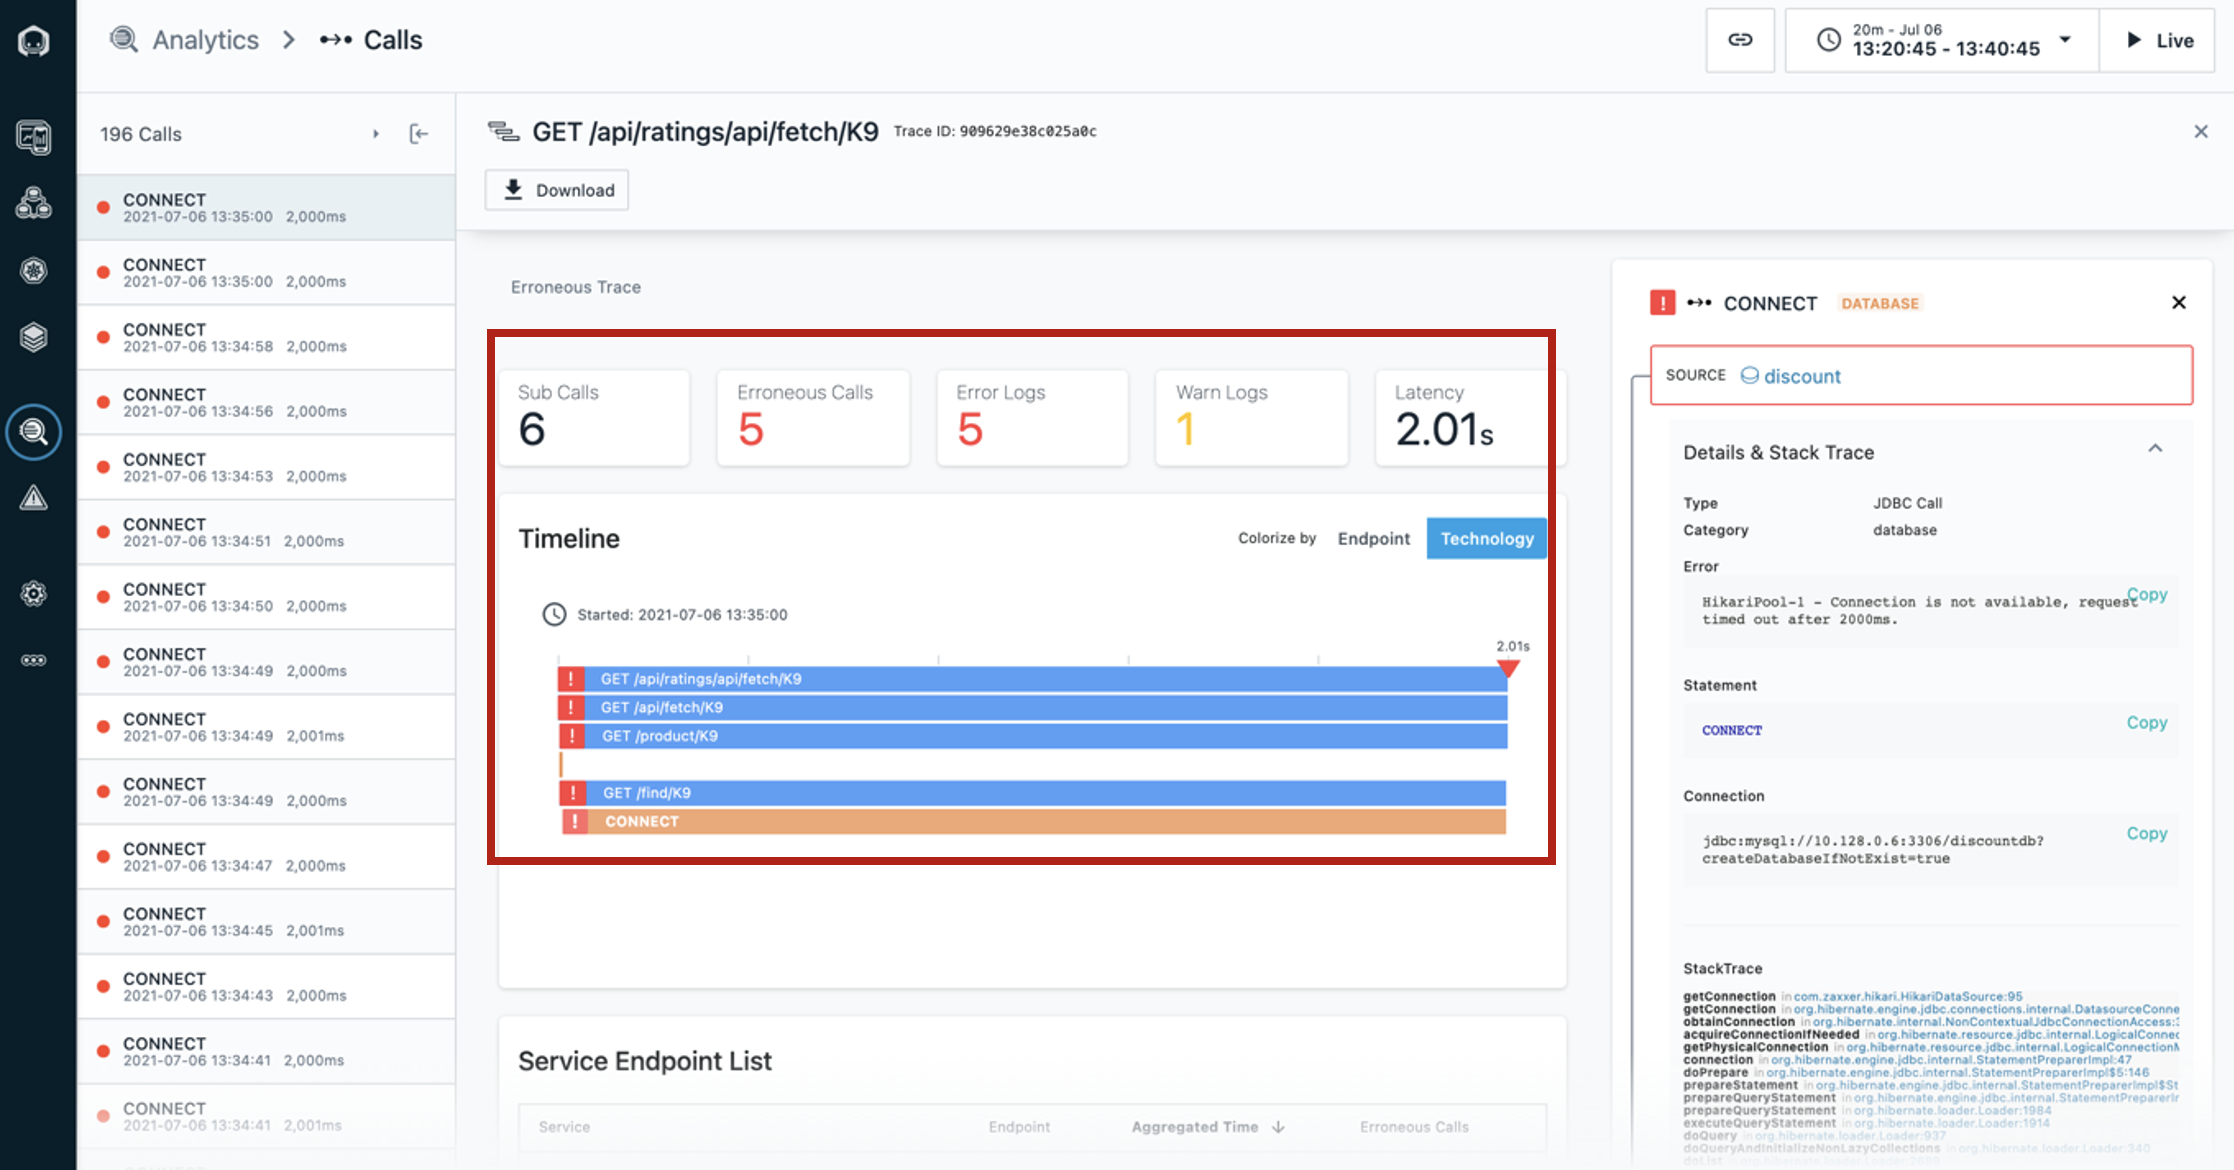 Analytics > Calls
20m - Jul 06
13:20:45 - 13:40:45
Live
196 Calls
CONNECT
2021-07-06 13:35:00 2,000ms
CONNECT
2021-07-06 13:35:00 2,000ms
CONNECT
2021-07-06 13:34:58 2,000ms
CONNECT
2021-07-06 13:34:56 2,000ms
CONNECT
2021-07-06 13:34:53 2,000ms
CONNECT
2021-07-06 13:34:51 2,000ms
CONNECT
2021-07-06 13:34:50 2,000ms
CONNECT
2021-07-06 13:34:49 2,000ms
CONNECT
2021-07-06 13:34:49 2,001ms
CONNECT
2021-07-06 13:34:49 2,000ms
CONNECT
2021-07-06 13:34:47 2,000ms
CONNECT
2021-07-06 13:34:45 2,001ms
CONNECT
2021-07-06 13:34:43 2,000ms
CONNECT
2021-07-06 13:34:41 2,000ms
CONNECT
2021-07-06 13:34:41 2,001ms
GET /api/ratings/api/fetch/K9 Trace ID: 909629e38c025a0c
Download
Erroneous Trace
Sub Calls
6
Erroneous Calls
5
Error Logs
5
Warn Logs
1
Latency
2.01s
Timeline
Colorize by Endpoint Technology
Started: 2021-07-06 13:35:00
2.01s
! GET /api/ratings/api/fetch/K9
! GET /api/fetch/K9
! GET /product/K9
! GET /find/K9
! CONNECT
Service Endpoint List
Service Endpoint Aggregated Time Erroneous Calls
! CONNECT DATABASE
SOURCE discount
Details & Stack Trace
Type JDBC Call
Category database
Error
Copy
HikariPool-1 - Connection is not available, request
timed out after 2000ms.
Statement
Copy
CONNECT
Connection
Copy
jdbc:mysql://10.128.0.6:3306/discountdb?
createDatabaseIfNotExist=true
StackTrace
getConnection in com.zaxxer.hikari.HikariDataSource:95
getConnection in org.hibernate.engine.jdbc.connections.internal.DatasourceConne
obtainConnection in org.hibernate.internal.NonContextualJdbcConnectionAccess:
acquireConnectionIfNeeded in org.hibernate.resource.jdbc.internal.LogicalConnec
getPhysicalConnection in org.hibernate.resource.jdbc.internal.LogicalConnection
connection in org.hibernate.engine.jdbc.internal.StatementPreparerImpl:47
doPrepare in org.hibernate.engine.jdbc.internal.StatementPreparerImpl$5:146
prepareStatement in org.hibernate.engine.jdbc.internal.StatementPreparerImpl$St
prepareQueryStatement in org.hibernate.engine.jdbc.internal.StatementPreparerIr
prepareQueryStatement in org.hibernate.loader.Loader:1984
executeQueryStatement in org.hibernate.loader.Loader:1914
doQuery in org.hibernate.loader.Loader:937
doQueryAndInitializeNonLazyCollections in org.hibernate.loader.Loader:340